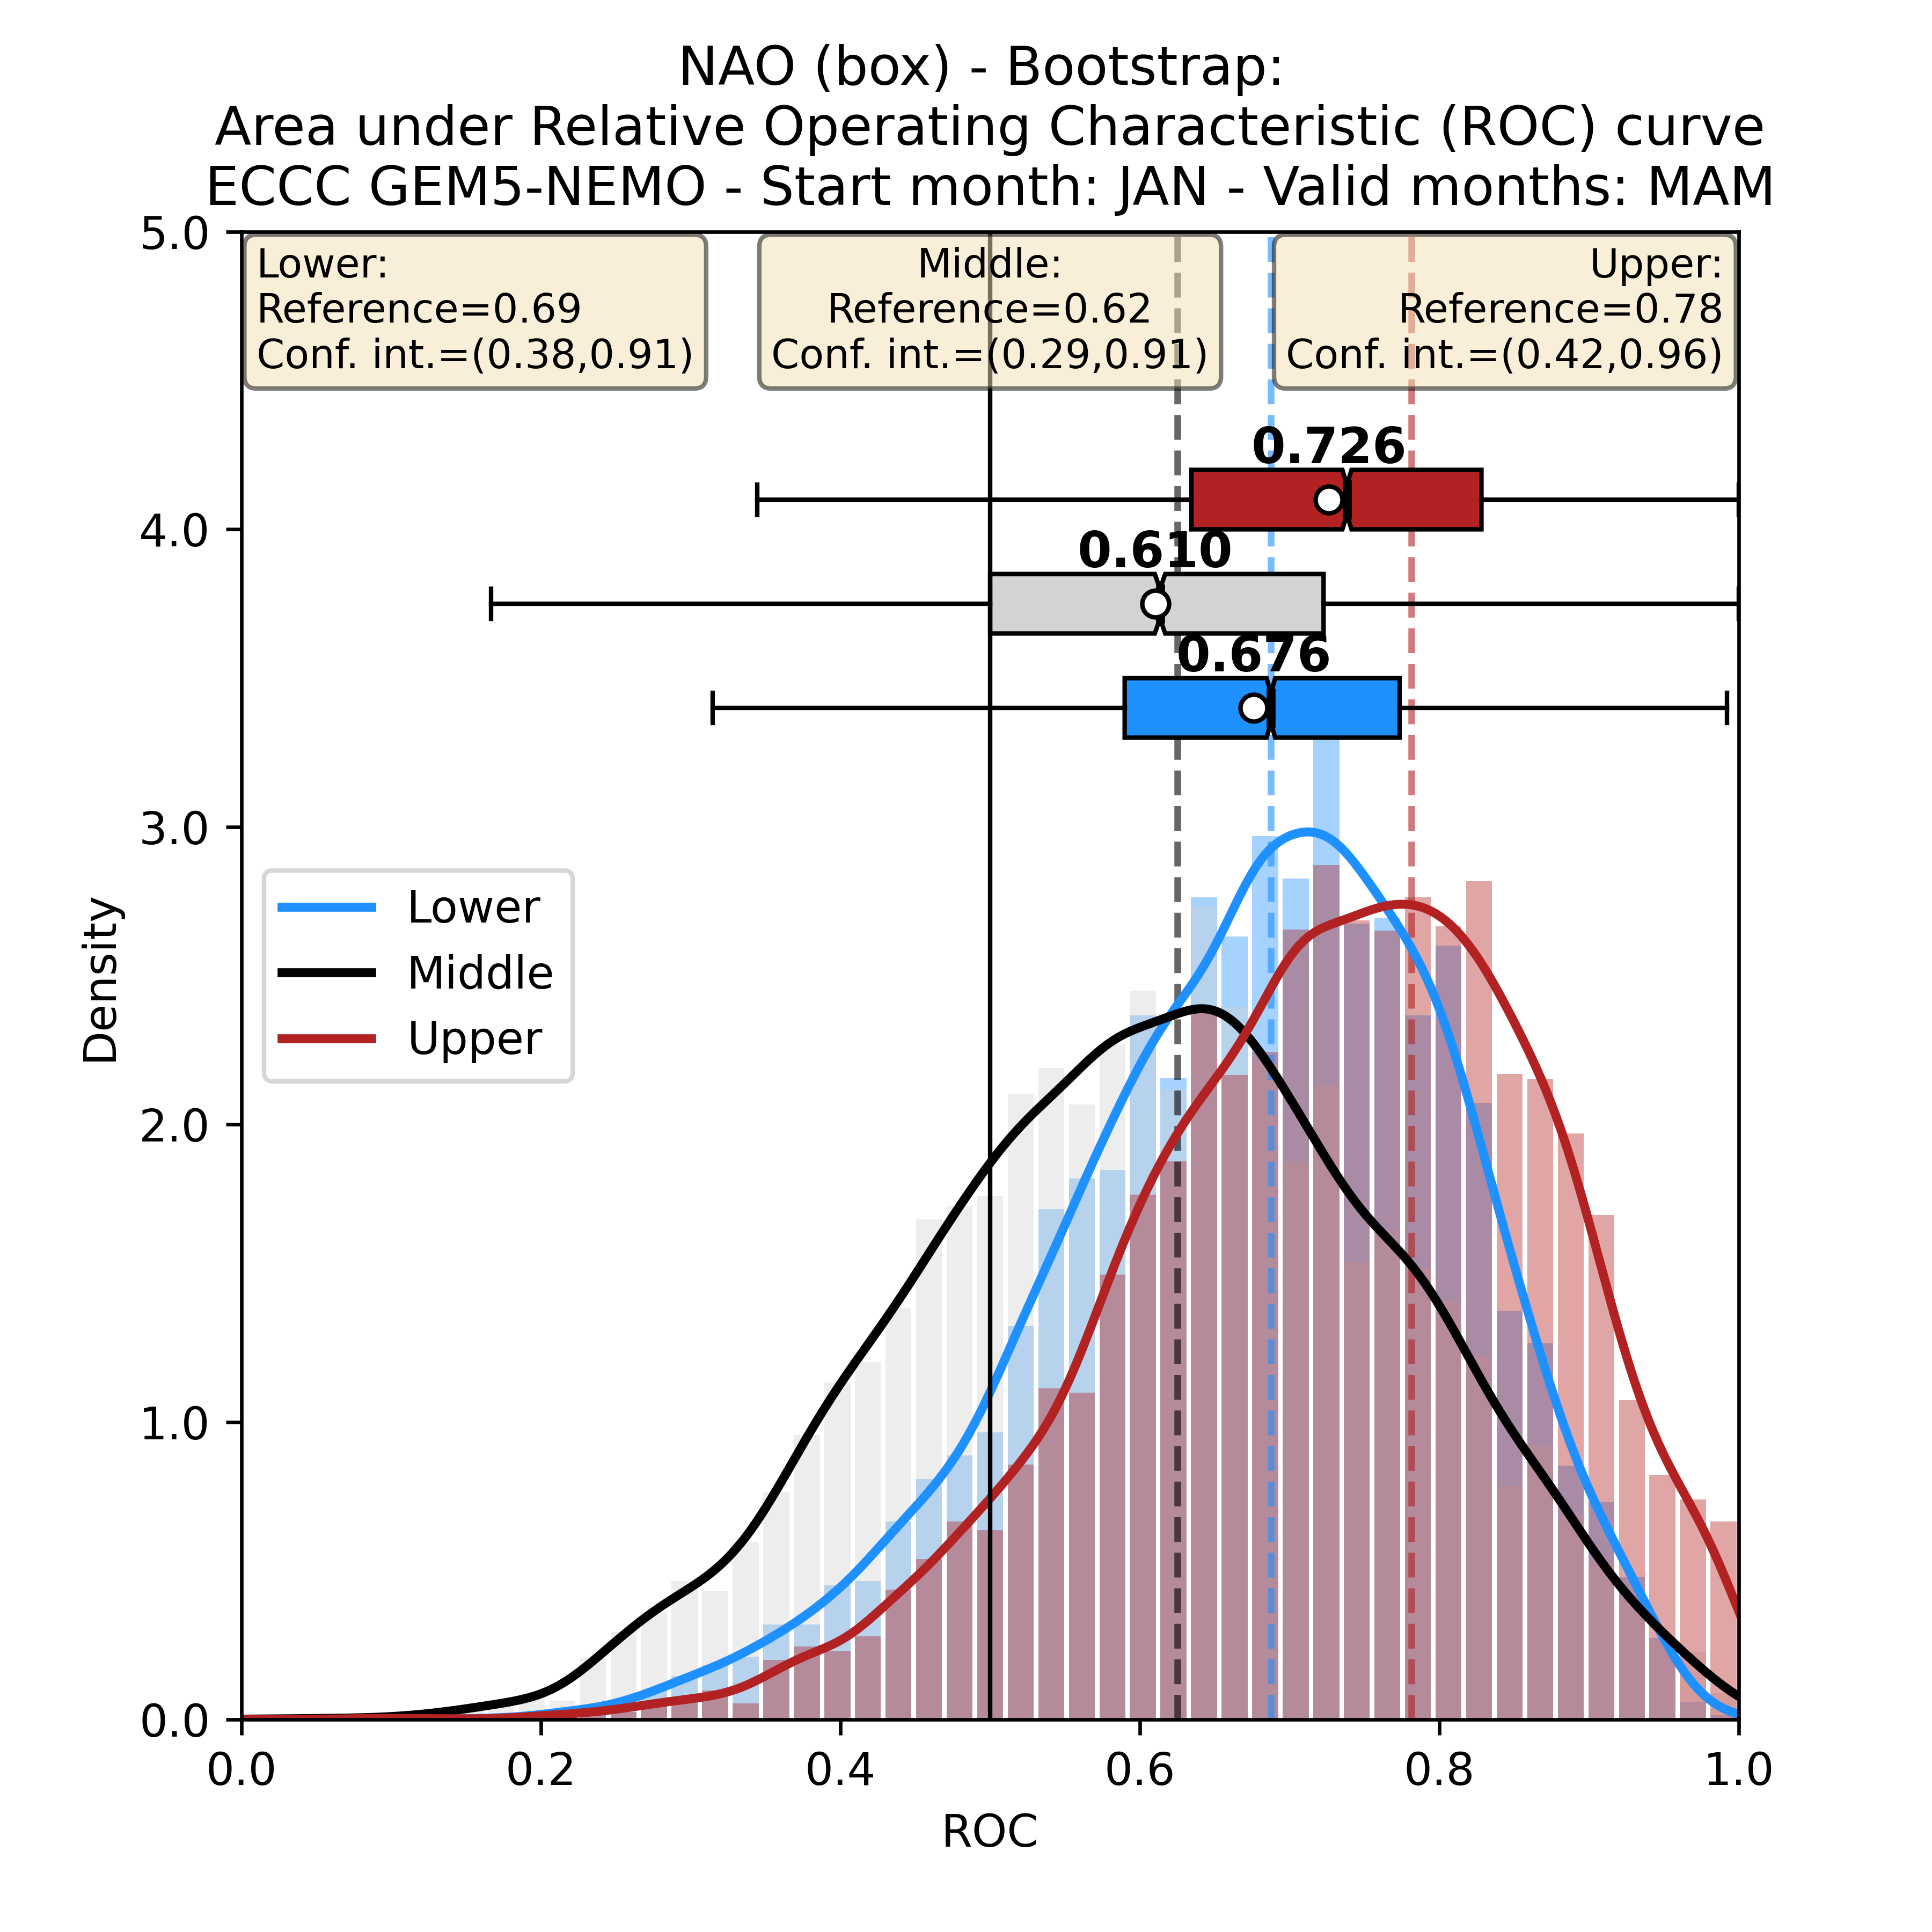 NAO (box) - Bootstrap:
Area under Relative Operating Characteristic (ROC) curve
ECCC GEM5-NEMO - Start month: JAN - Valid months: MAM
Lower:
Reference=0.69
Conf. int.=(0.38,0.91)
Middle:
Reference=0.62
Conf. int.=(0.29,0.91)
Upper:
Reference=0.78
Conf. int.=(0.42,0.96)
0.726
0.610
0.676
Lower
Middle
Upper
Density
5.0
4.0
3.0
2.0
1.0
0.0
0.0
0.2
0.4
0.6
0.8
1.0
ROC